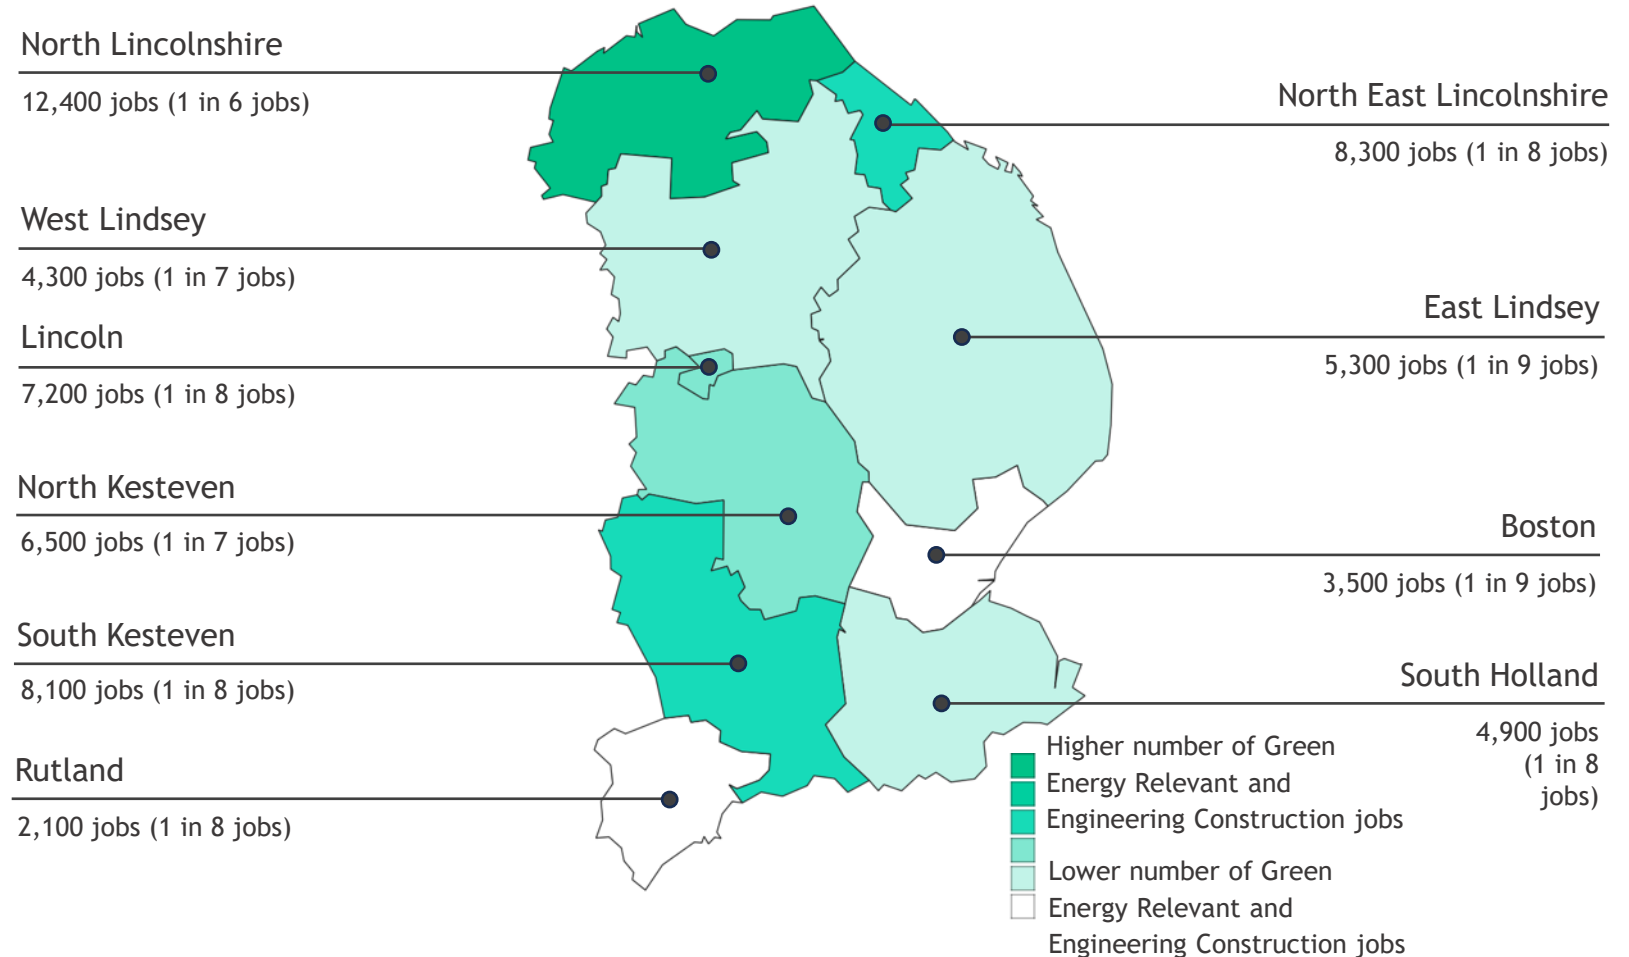 North Lincolnshire
12,400 jobs (1 in 6 jobs)
West Lindsey
4,300 jobs (1 in 7 jobs)
Lincoln
7,200 jobs (1 in 8 jobs)
North Kesteven
6,500 jobs (1 in 7 jobs)
South Kesteven
8,100 jobs (1 in 8 jobs)
Rutland
2,100 jobs (1 in 8 jobs)
North East Lincolnshire
8,300 jobs (1 in 8 jobs)
East Lindsey
5,300 jobs (1 in 9 jobs)
Boston
3,500 jobs (1 in 9 jobs)
South Holland
4,900 jobs
(1 in 8
jobs)
Higher number of Green
Energy Relevant and
Engineering Construction jobs
Lower number of Green
Energy Relevant and
Engineering Construction jobs